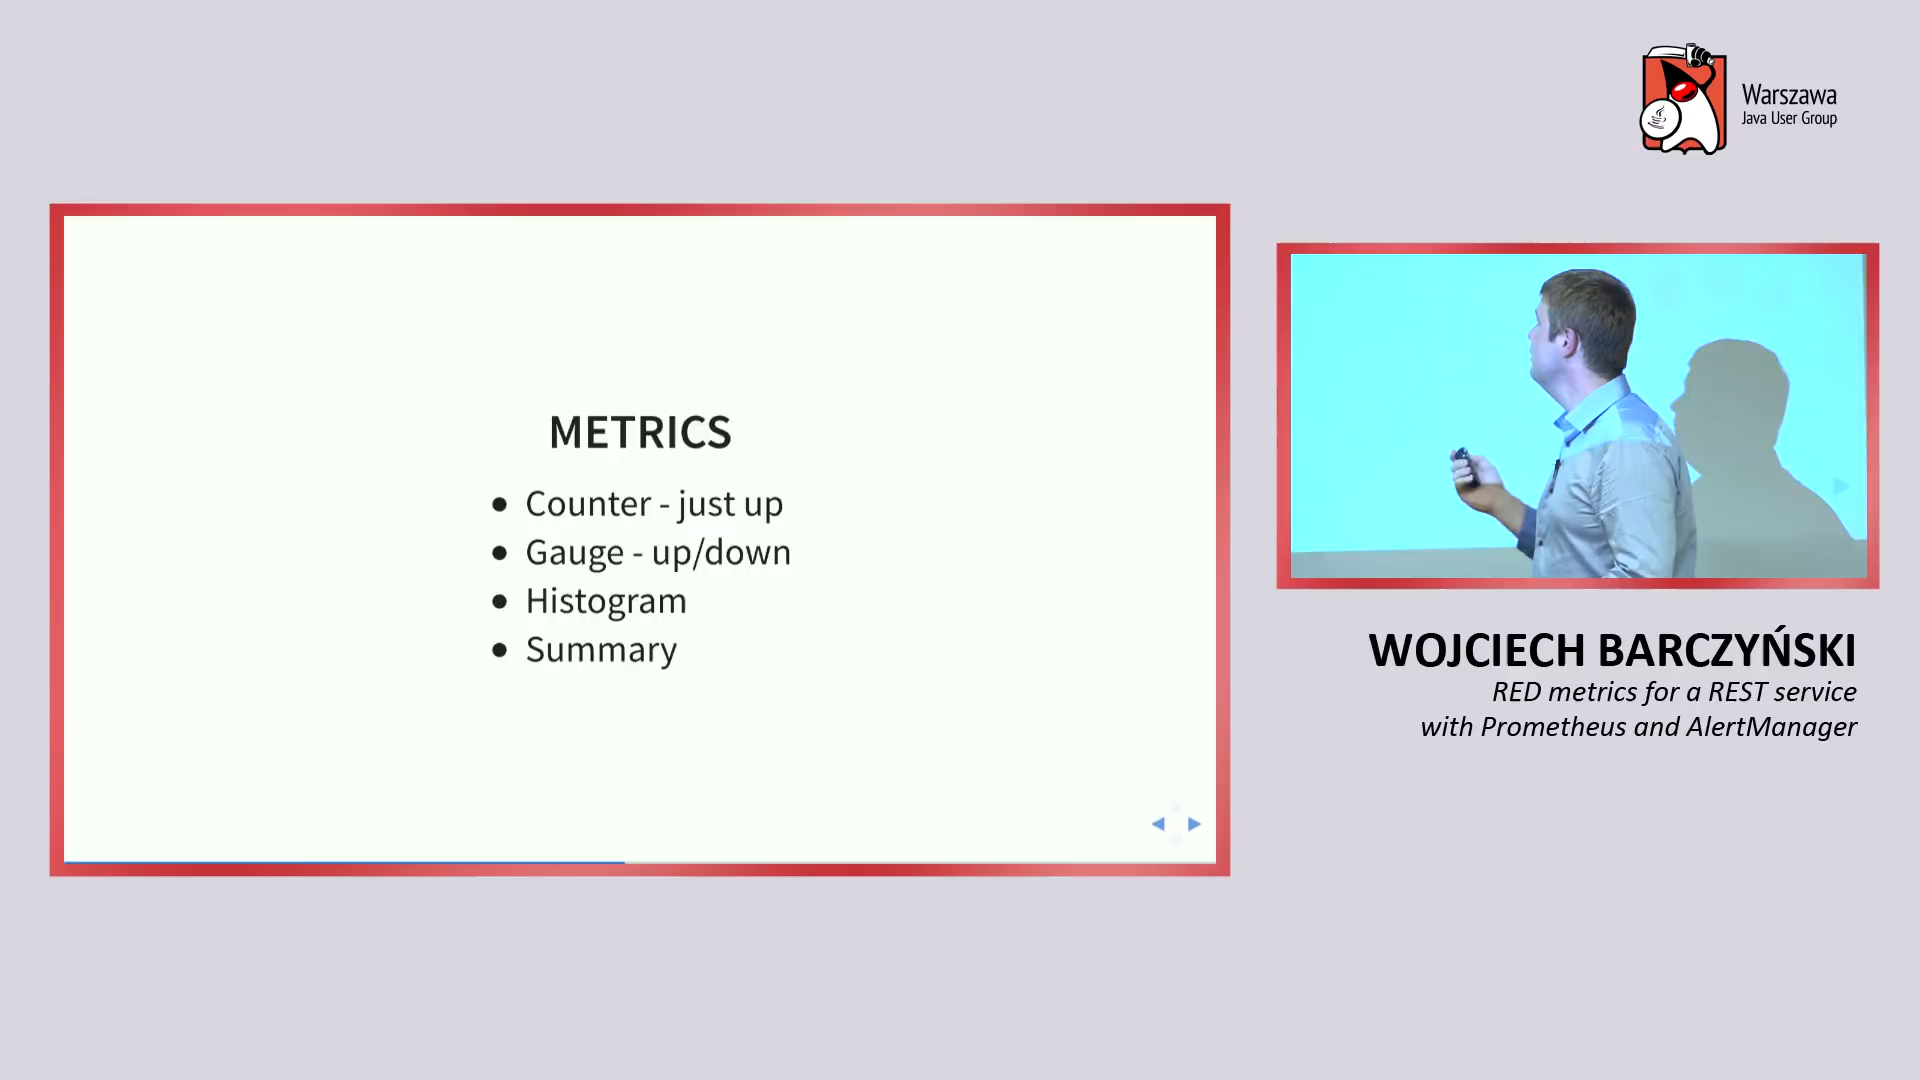 Warszawa
Java User Group
METRICS
Counter - just up
Gauge - up/down
Histogram
Summary
WOJCIECH BARCZYŃSKI
RED metrics for a REST service
with Prometheus and AlertManager